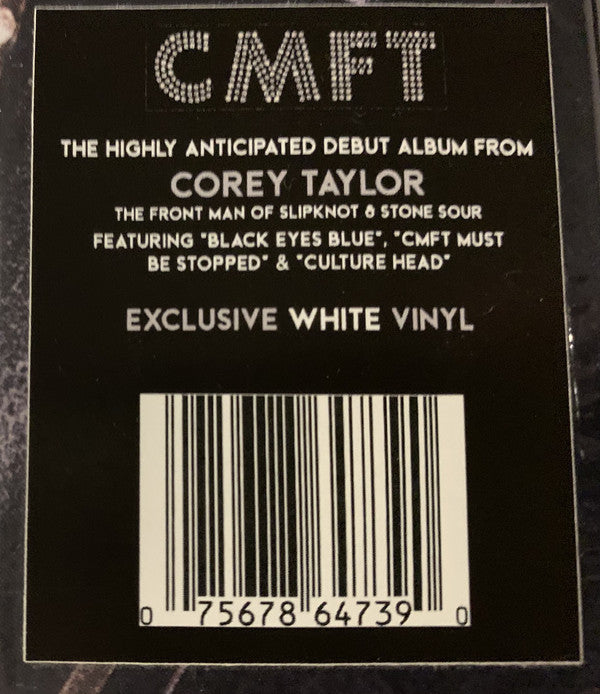 CMFT
THE HIGHLY ANTICIPATED DEBUT ALBUM FROM
COREY TAYLOR
THE FRONT MAN OF SLIPKNOT & STONE SOUR
FEATURING "BLACK EYES BLUE", "CMFT MUST
BE STOPPED" & "CULTURE HEAD"
EXCLUSIVE WHITE VINYL
0 75678 64739 0